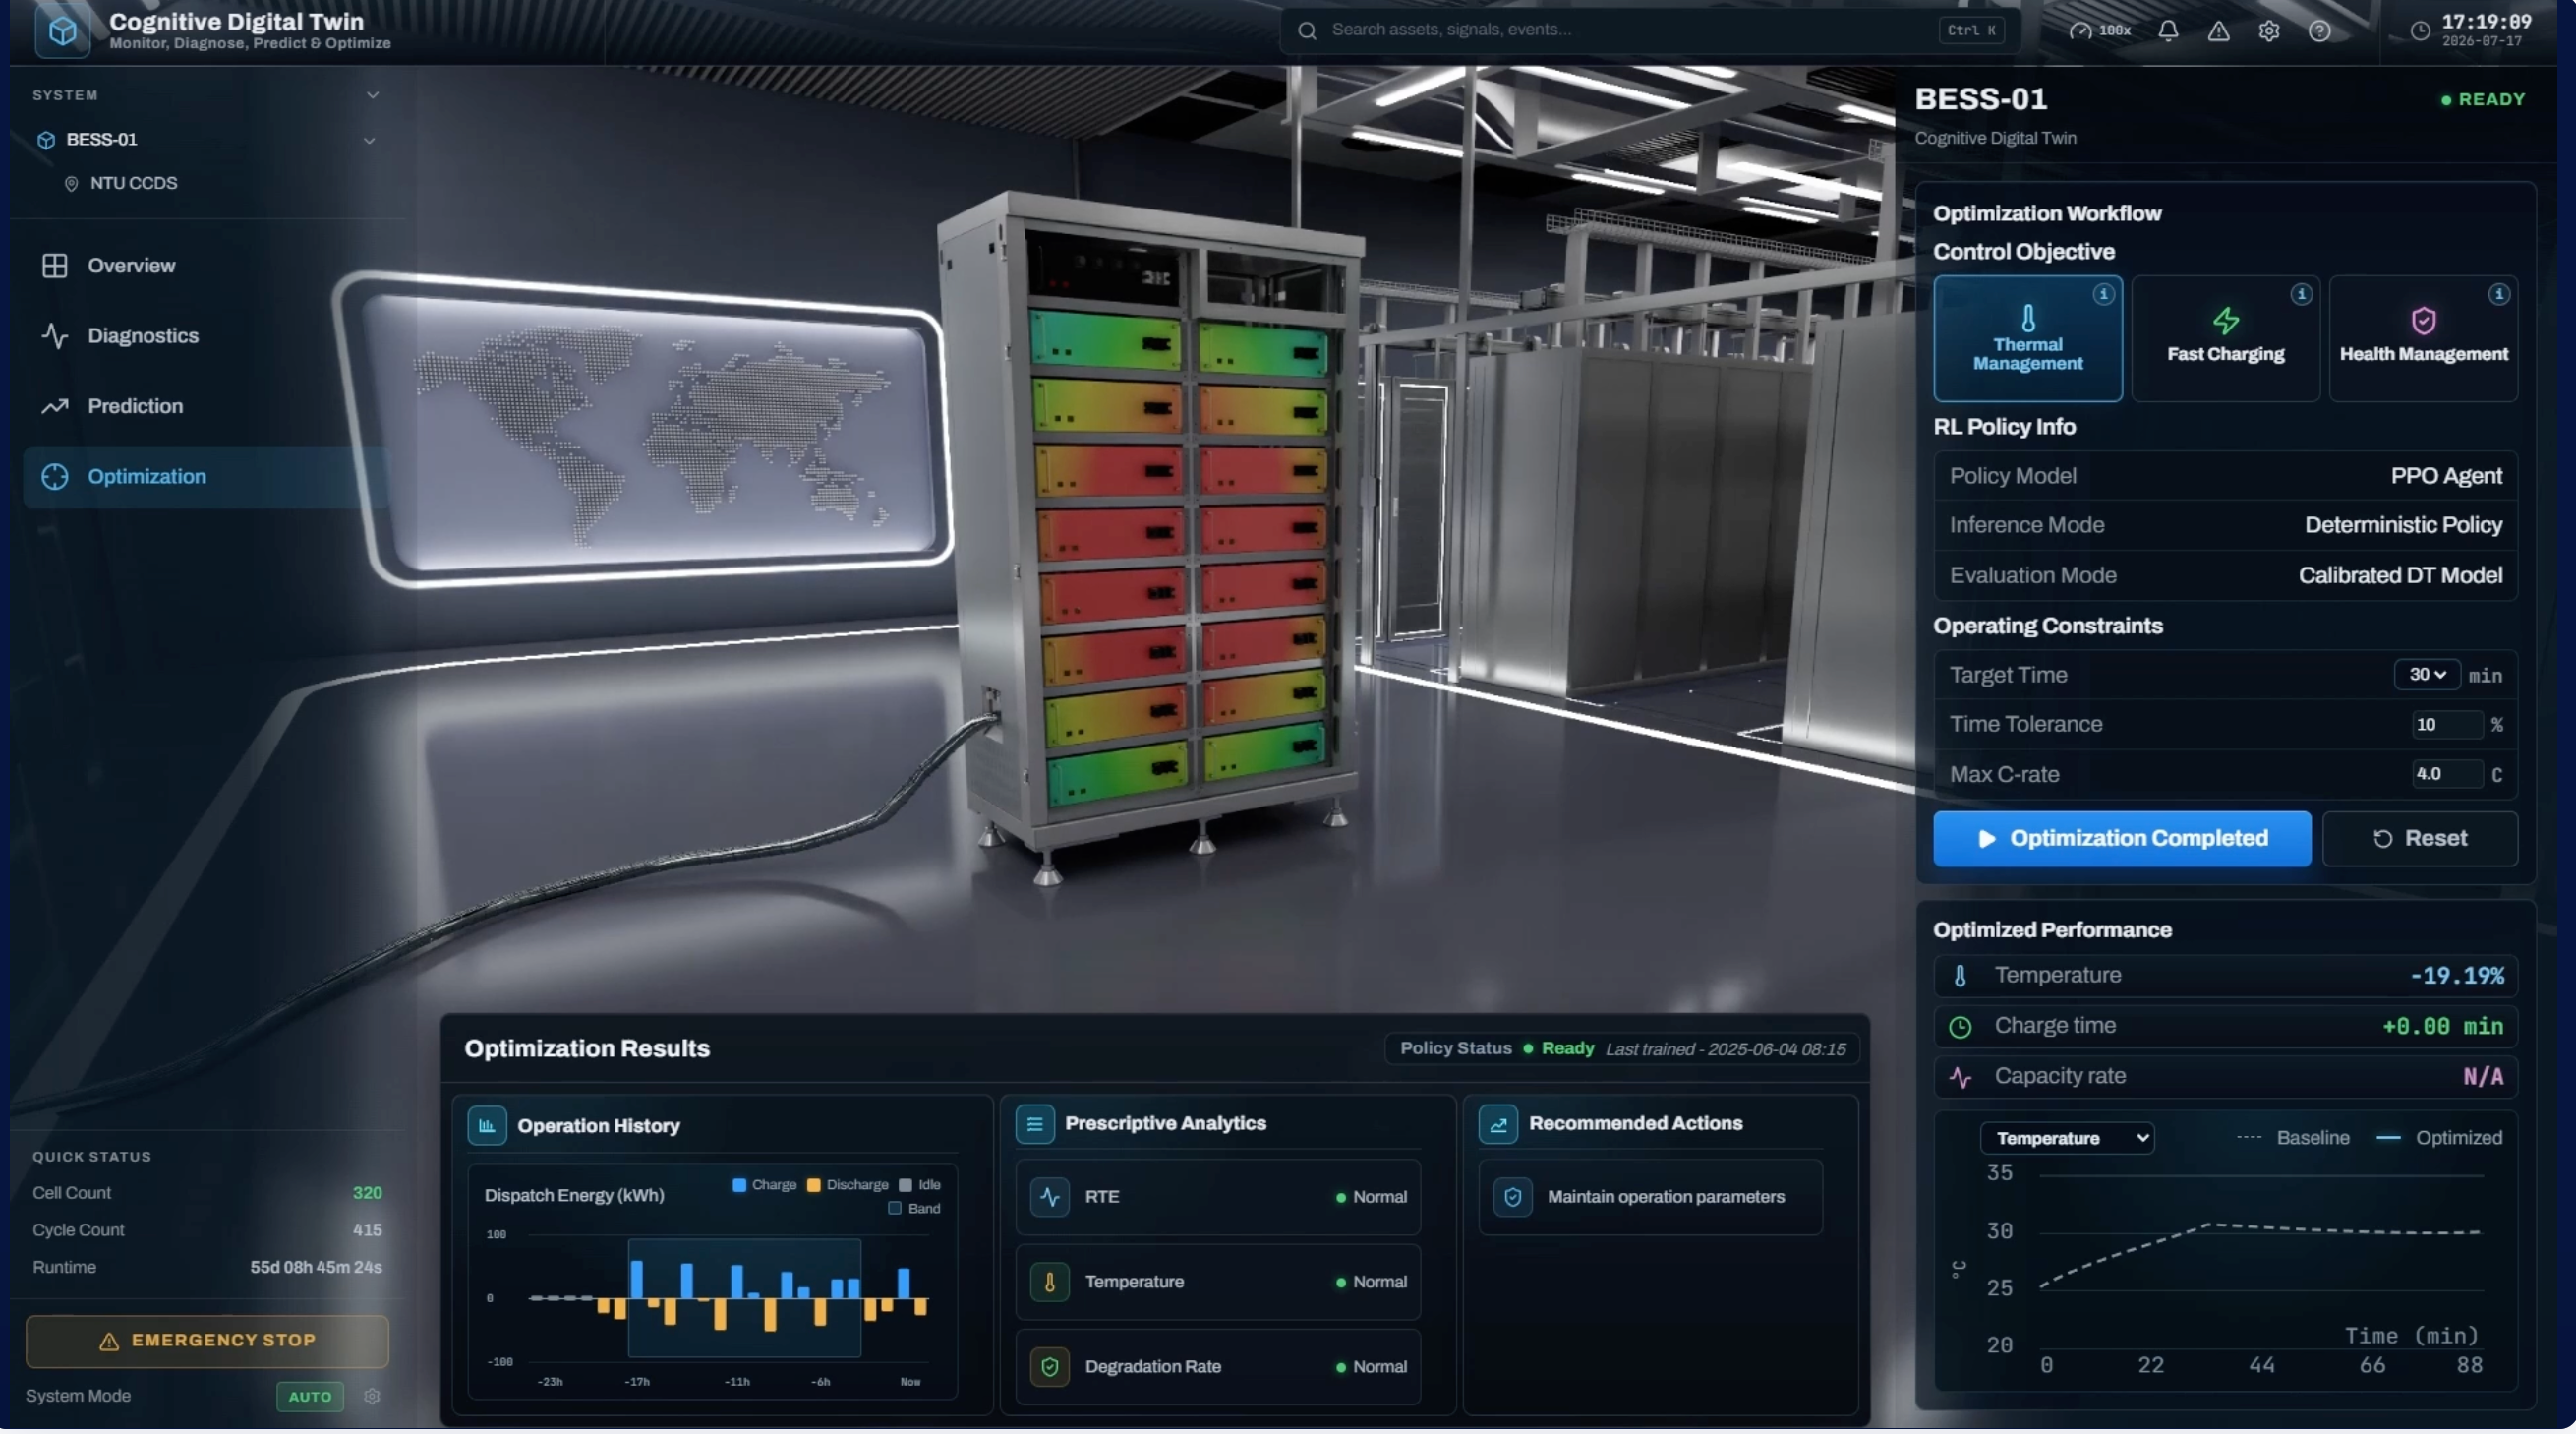 Cognitive Digital Twin
Monitor, Diagnose, Predict & Optimize
Search assets, signals, events...
Ctrl K
100x
17:19:09
2026-07-17
SYSTEM
BESS-01
NTU CCDS
Overview
Diagnostics
Prediction
Optimization
QUICK STATUS
Cell Count 320
Cycle Count 415
Runtime 55d 08h 45m 24s
EMERGENCY STOP
System Mode AUTO
Optimization Results
Policy Status Ready Last trained - 2025-06-04 08:15
Operation History
Dispatch Energy (kWh)
Charge Discharge Idle
Band
100
0
-100
-23h -17h -11h -6h Now
Prescriptive Analytics
RTE Normal
Temperature Normal
Degradation Rate Normal
Recommended Actions
Maintain operation parameters
BESS-01
READY
Cognitive Digital Twin
Optimization Workflow
Control Objective
Thermal
Management
Fast Charging
Health Management
RL Policy Info
Policy Model PPO Agent
Inference Mode Deterministic Policy
Evaluation Mode Calibrated DT Model
Operating Constraints
Target Time 30 min
Time Tolerance 10 %
Max C-rate 4.0 C
Optimization Completed
Reset
Optimized Performance
Temperature -19.19%
Charge time +0.00 min
Capacity rate N/A
Temperature
Baseline Optimized
35
30
25
20
°C
Time (min)
0 22 44 66 88